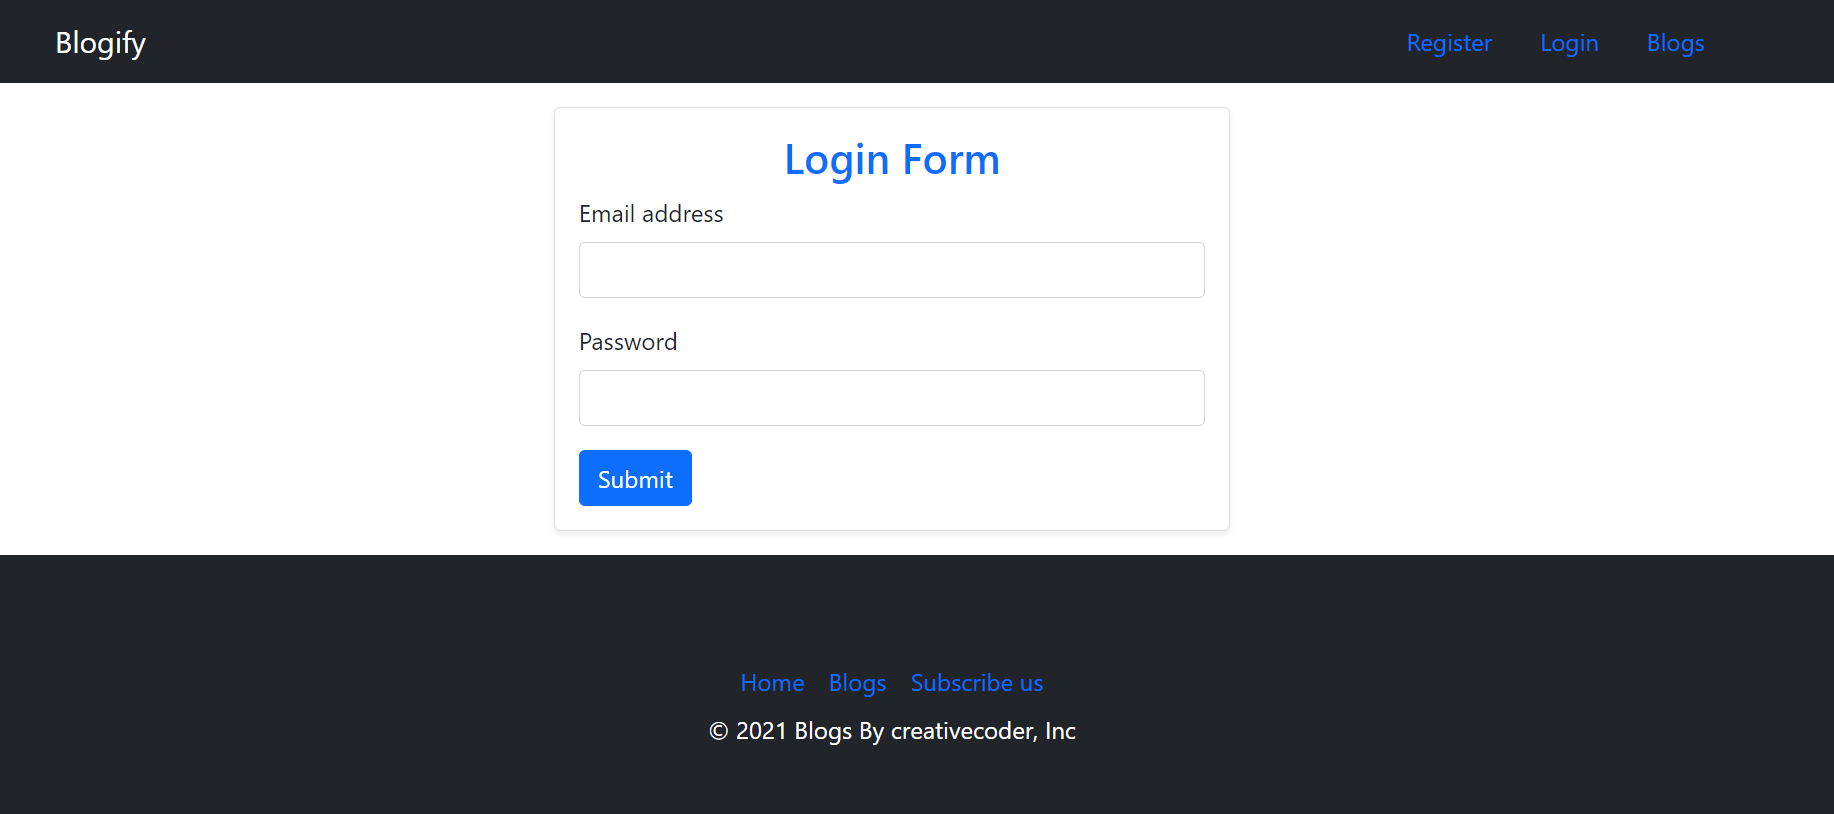 Blogify Register Login Blogs
Login Form
Email address
Password
Submit
Home Blogs Subscribe us
© 2021 Blogs By creativecoder, Inc